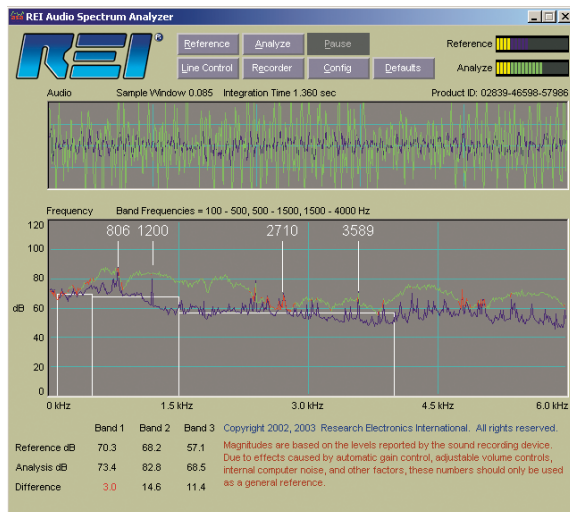 REI Audio Spectrum Analyzer
REI®
Reference Analyze Pause
Line Control Recorder Config Defaults
Reference
Analyze
Audio Sample Window 0.085 Integration Time 1.360 sec Product ID: 02839-46598-57986
Frequency Band Frequencies = 100 - 500, 500 - 1500, 1500 - 4000 Hz
806 1200 2710 3589
120
100
80
dB
60
40
20
0
0 kHz 1.5 kHz 3.0 kHz 4.5 kHz 6.0 kHz
Band 1 Band 2 Band 3
Reference dB 70.3 68.2 57.1
Analysis dB 73.4 82.8 68.5
Difference 3.0 14.6 11.4
Copyright 2002, 2003 Research Electronics International. All rights reserved.
Magnitudes are based on the levels reported by the sound recording device.
Due to effects caused by automatic gain control, adjustable volume controls,
internal computer noise, and other factors, these numbers should only be used
as a general reference.